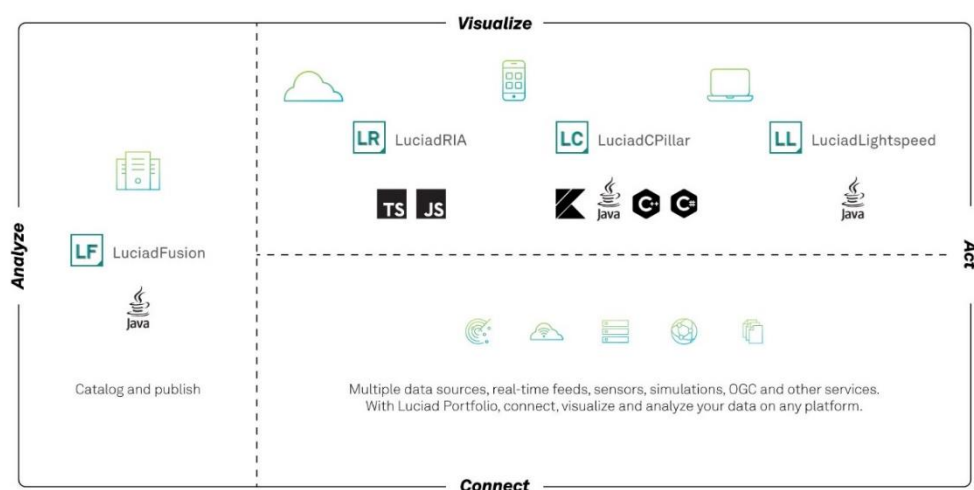 Visualize
LR LuciadRIA
LC LuciadCPillar
LL LuciadLightspeed
TS JS
Java C++ C#
Java
Analyze
LF LuciadFusion
Java
Catalog and publish
Act
Multiple data sources, real-time feeds, sensors, simulations, OGC and other services.
With Luciad Portfolio, connect, visualize and analyze your data on any platform.
Connect